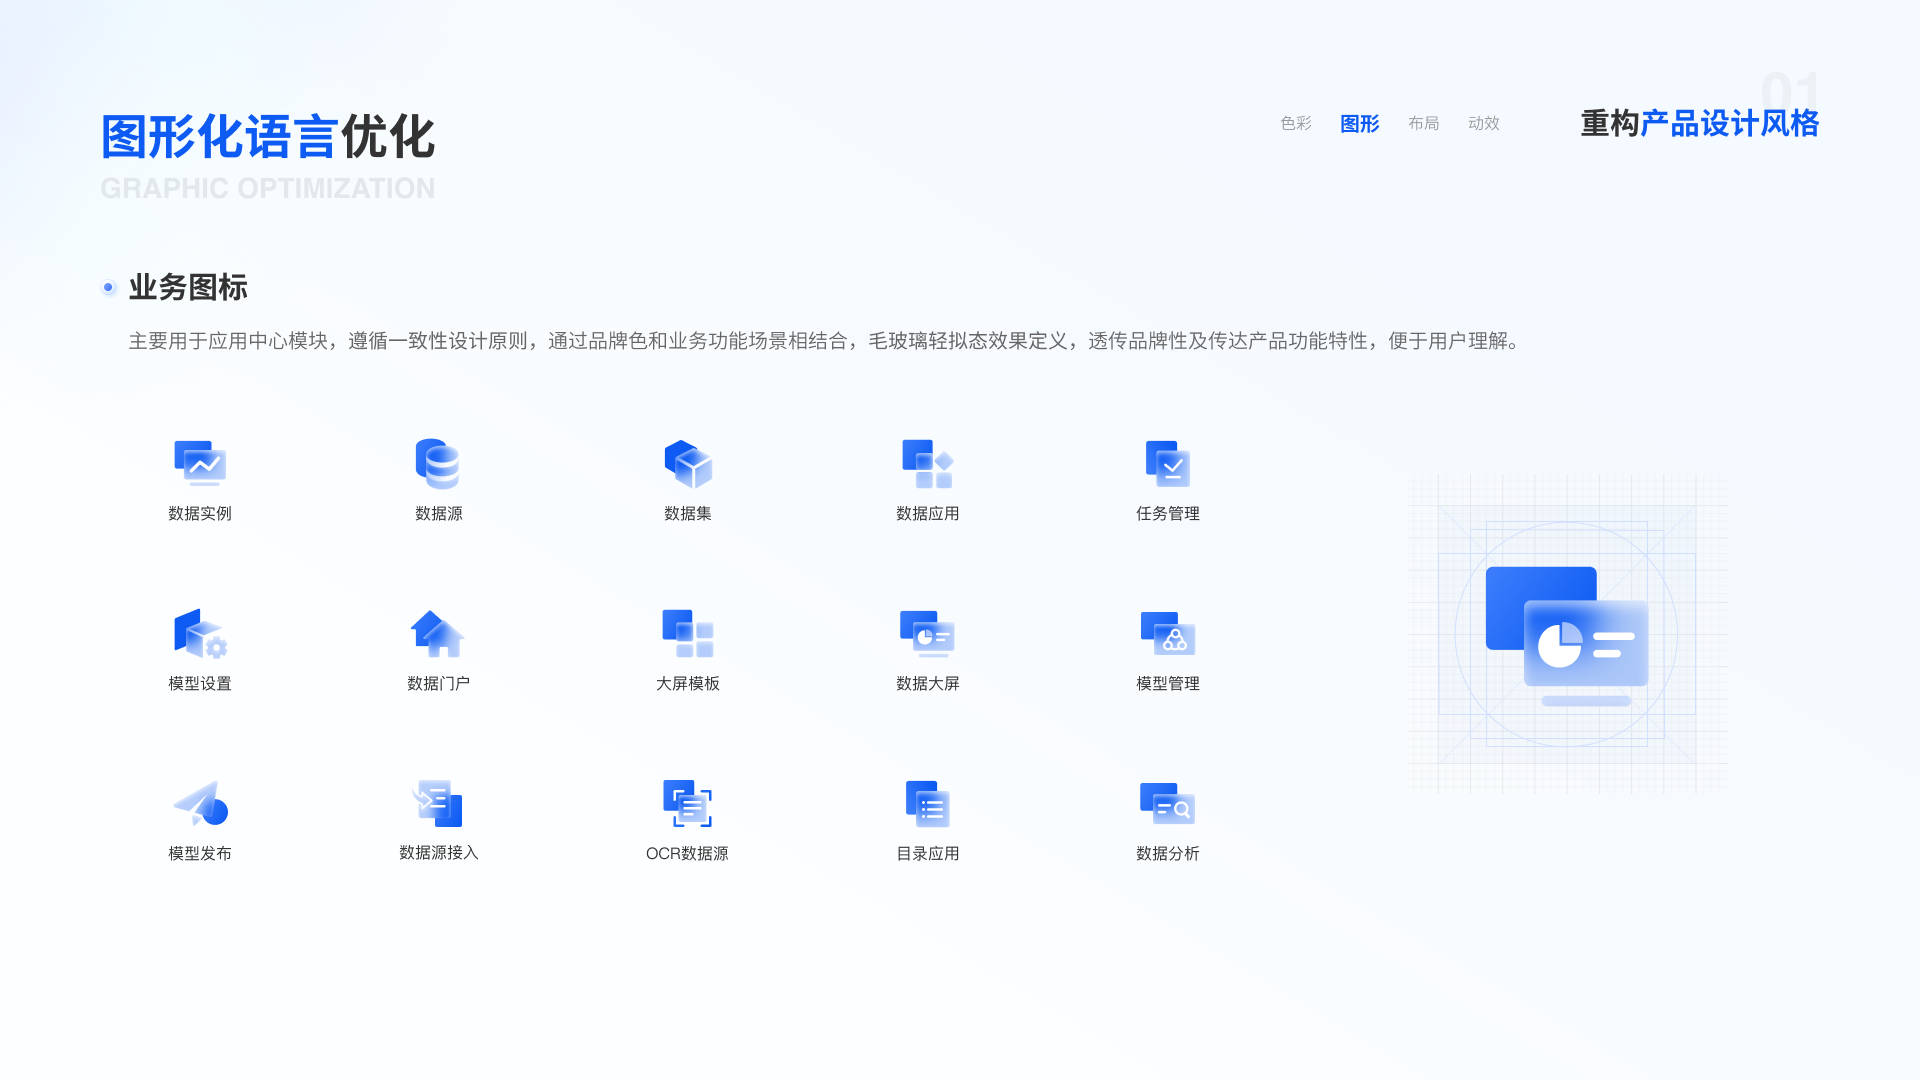 图形化语言优化
GRAPHIC OPTIMIZATION
色彩
图形
布局
动效
01
重构产品设计风格
业务图标
主要用于应用中心模块，遵循一致性设计原则，通过品牌色和业务功能场景相结合，毛玻璃轻拟态效果定义，透传品牌性及传达产品功能特性，便于用户理解。
数据实例
数据源
数据集
数据应用
任务管理
模型设置
数据门户
大屏模板
数据大屏
模型管理
模型发布
数据源接入
OCR数据源
目录应用
数据分析